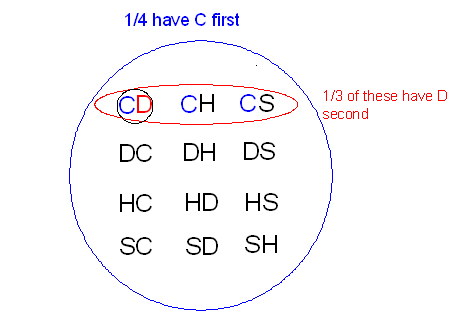 1/4 have C first
CD CH CS
1/3 of these have D
second
DC DH DS
HC HD HS
SC SD SH